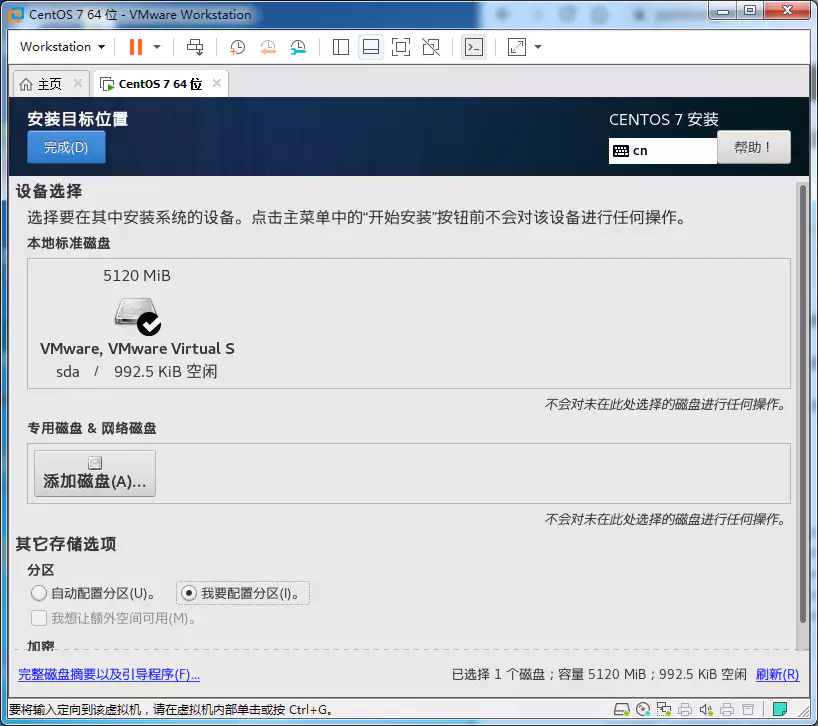 CentOS 7 64 位 - VMware Workstation
Workstation
主页
CentOS 7 64 位
安装目标位置
CENTOS 7 安装
完成(D)
cn
帮助！
设备选择
选择要在其中安装系统的设备。点击主菜单中的“开始安装”按钮前不会对该设备进行任何操作。
本地标准磁盘
5120 MiB
VMware, VMware Virtual S
sda / 992.5 KiB 空闲
不会对未在此处选择的磁盘进行任何操作。
专用磁盘 & 网络磁盘
添加磁盘(A)...
不会对未在此处选择的磁盘进行任何操作。
其它存储选项
分区
自动配置分区(U)。
我要配置分区(I)。
我想让额外空间可用(M)。
加密
完整磁盘摘要以及引导程序(F)...
已选择 1 个磁盘；容量 5120 MiB；992.5 KiB 空闲
刷新(R)
要将输入定向到该虚拟机，请在虚拟机内部单击或按 Ctrl+G。